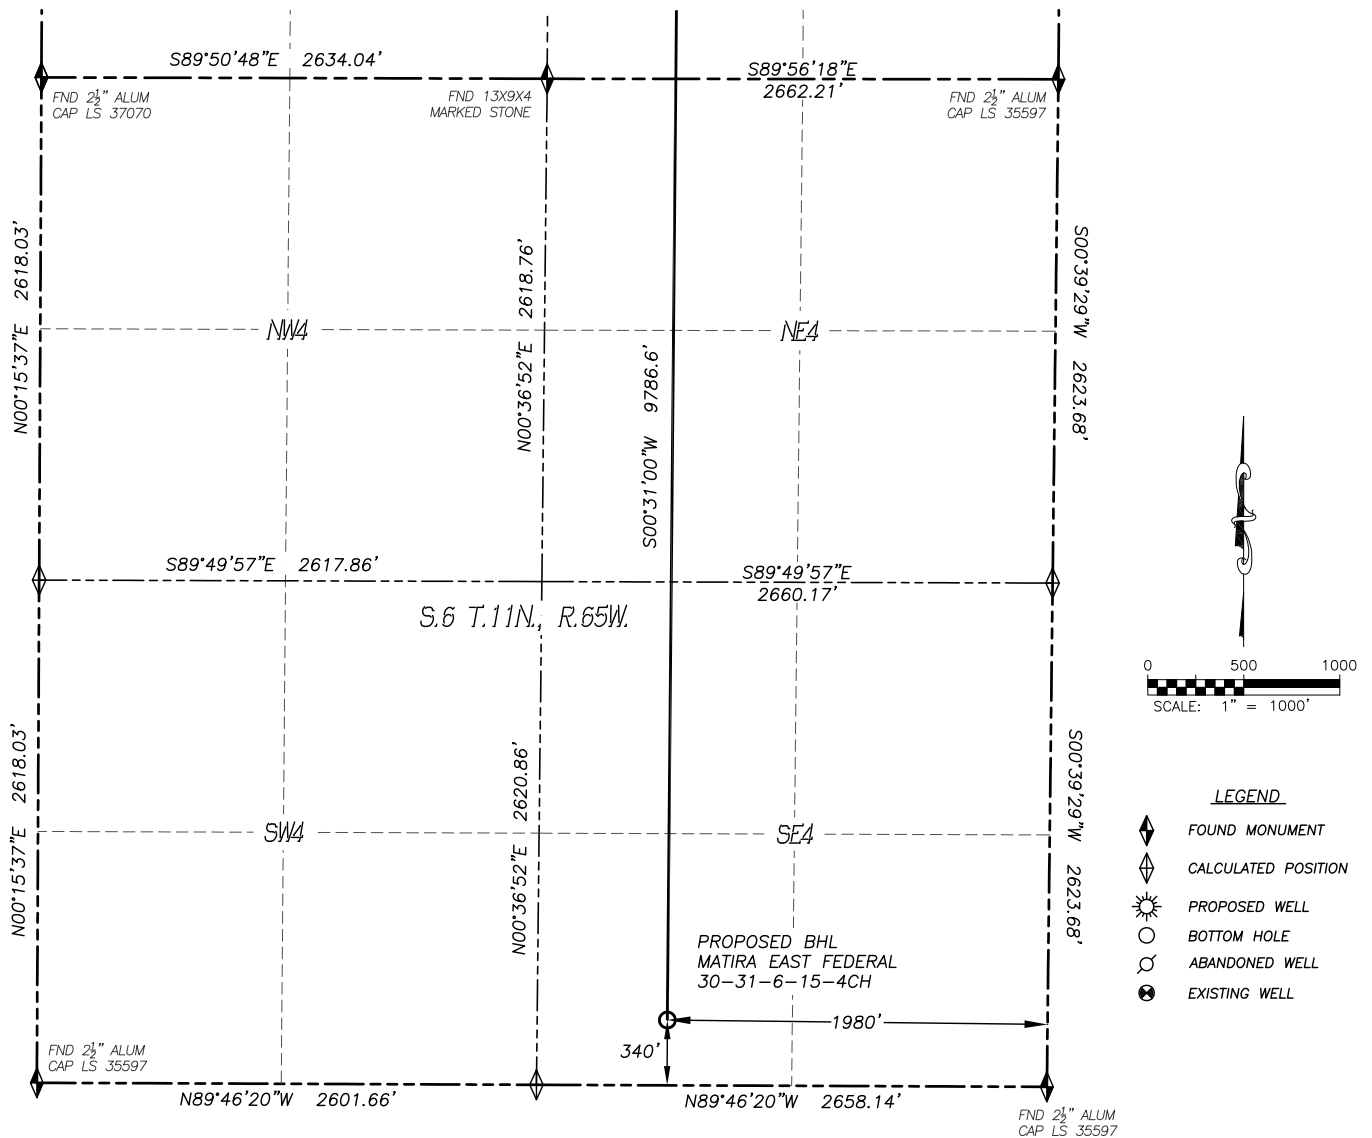 S89°50'48"E 2634.04'
S89°56'18"E
2662.21'
FND 2½" ALUM
CAP LS 37070
FND 13X9X4
MARKED STONE
FND 2½" ALUM
CAP LS 35597
N00°15'37"E 2618.03'
N00°36'52"E 2618.76'
S00°31'00"W 9786.6'
S00°39'29"W 2623.68'
NW4
NE4
S89°49'57"E 2617.86'
S89°49'57"E
2660.17'
S.6 T.11N., R.65W.
0 500 1000
SCALE: 1" = 1000'
N00°15'37"E 2618.03'
N00°36'52"E 2620.86'
S00°39'29"W 2623.68'
SW4
SE4
LEGEND
FOUND MONUMENT
CALCULATED POSITION
PROPOSED WELL
BOTTOM HOLE
ABANDONED WELL
EXISTING WELL
PROPOSED BHL
MATIRA EAST FEDERAL
30-31-6-15-4CH
1980'
340'
FND 2½" ALUM
CAP LS 35597
N89°46'20"W 2601.66'
N89°46'20"W 2658.14'
FND 2½" ALUM
CAP LS 35597